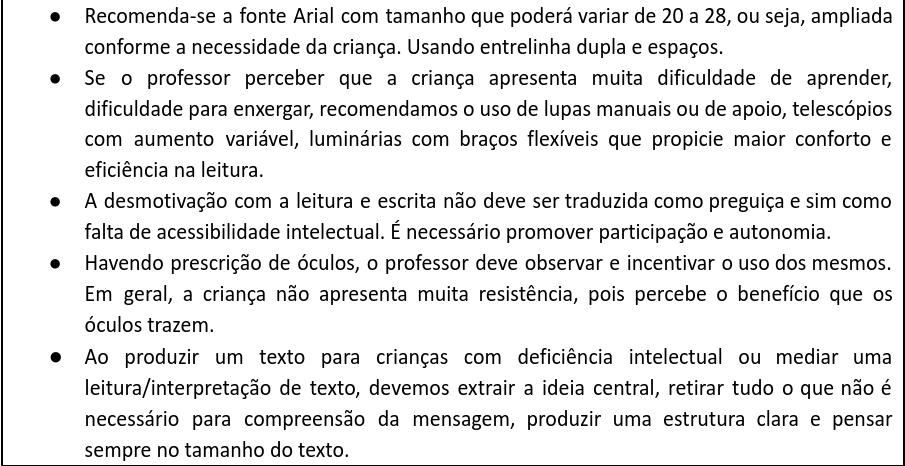 ● Recomenda-se a fonte Arial com tamanho que poderá variar de 20 a 28, ou seja, ampliada
conforme a necessidade da criança. Usando entrelinha dupla e espaços.
● Se o professor perceber que a criança apresenta muita dificuldade de aprender,
dificuldade para enxergar, recomendamos o uso de lupas manuais ou de apoio, telescópios
com aumento variável, luminárias com braços flexíveis que propicie maior conforto e
eficiência na leitura.
● A desmotivação com a leitura e escrita não deve ser traduzida como preguiça e sim como
falta de acessibilidade intelectual. É necessário promover participação e autonomia.
● Havendo prescrição de óculos, o professor deve observar e incentivar o uso dos mesmos.
Em geral, a criança não apresenta muita resistência, pois percebe o benefício que os
óculos trazem.
● Ao produzir um texto para crianças com deficiência intelectual ou mediar uma
leitura/interpretação de texto, devemos extrair a ideia central, retirar tudo o que não é
necessário para compreensão da mensagem, produzir uma estrutura clara e pensar
sempre no tamanho do texto.